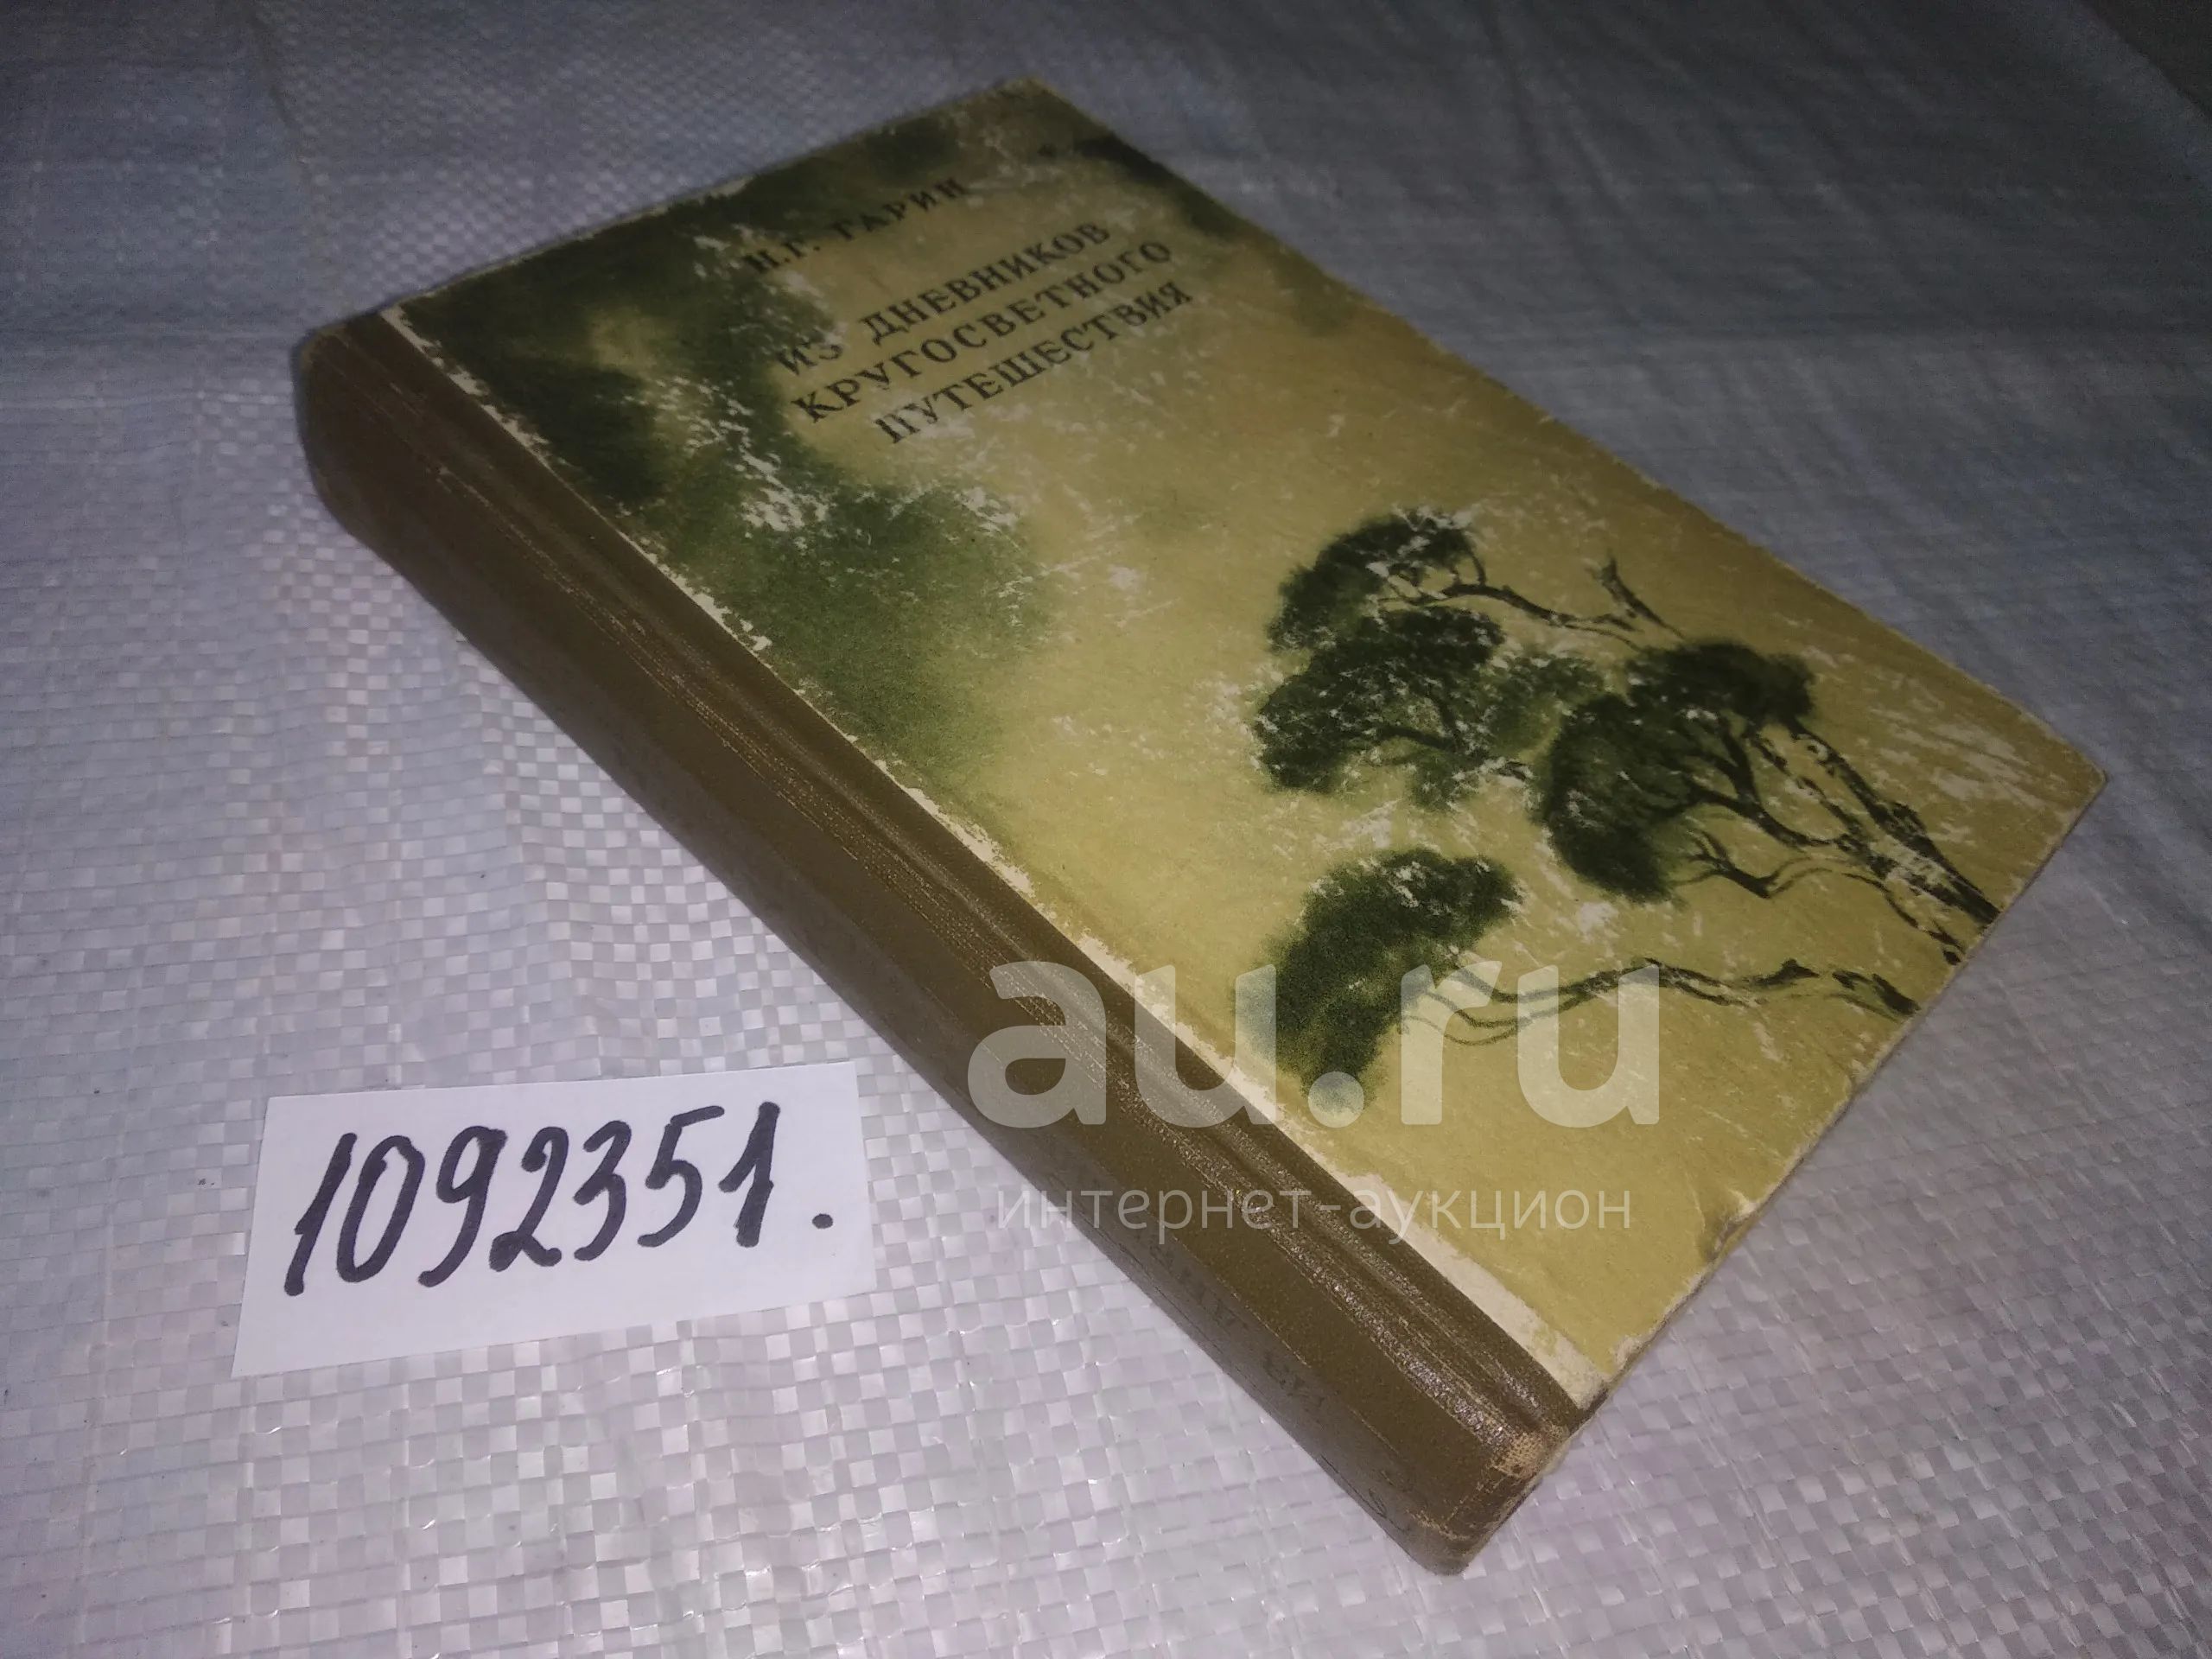 Н.Г. ГАРИН
ИЗ ДНЕВНИКОВ
КРУГОСВЕТНОГО
ПУТЕШЕСТВИЯ
au.ru
интернет-аукцион
1092351.